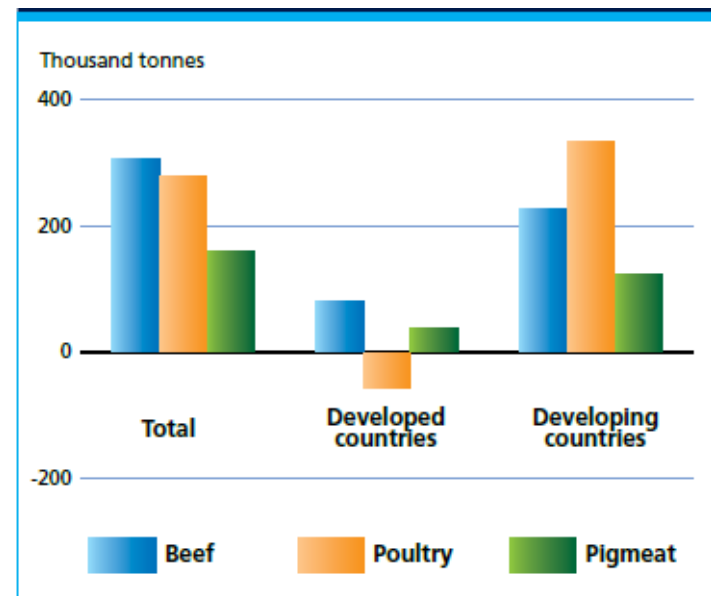 Thousand tonnes
400
200
0
Total
Developed
countries
Developing
countries
-200
Beef
Poultry
Pigmeat